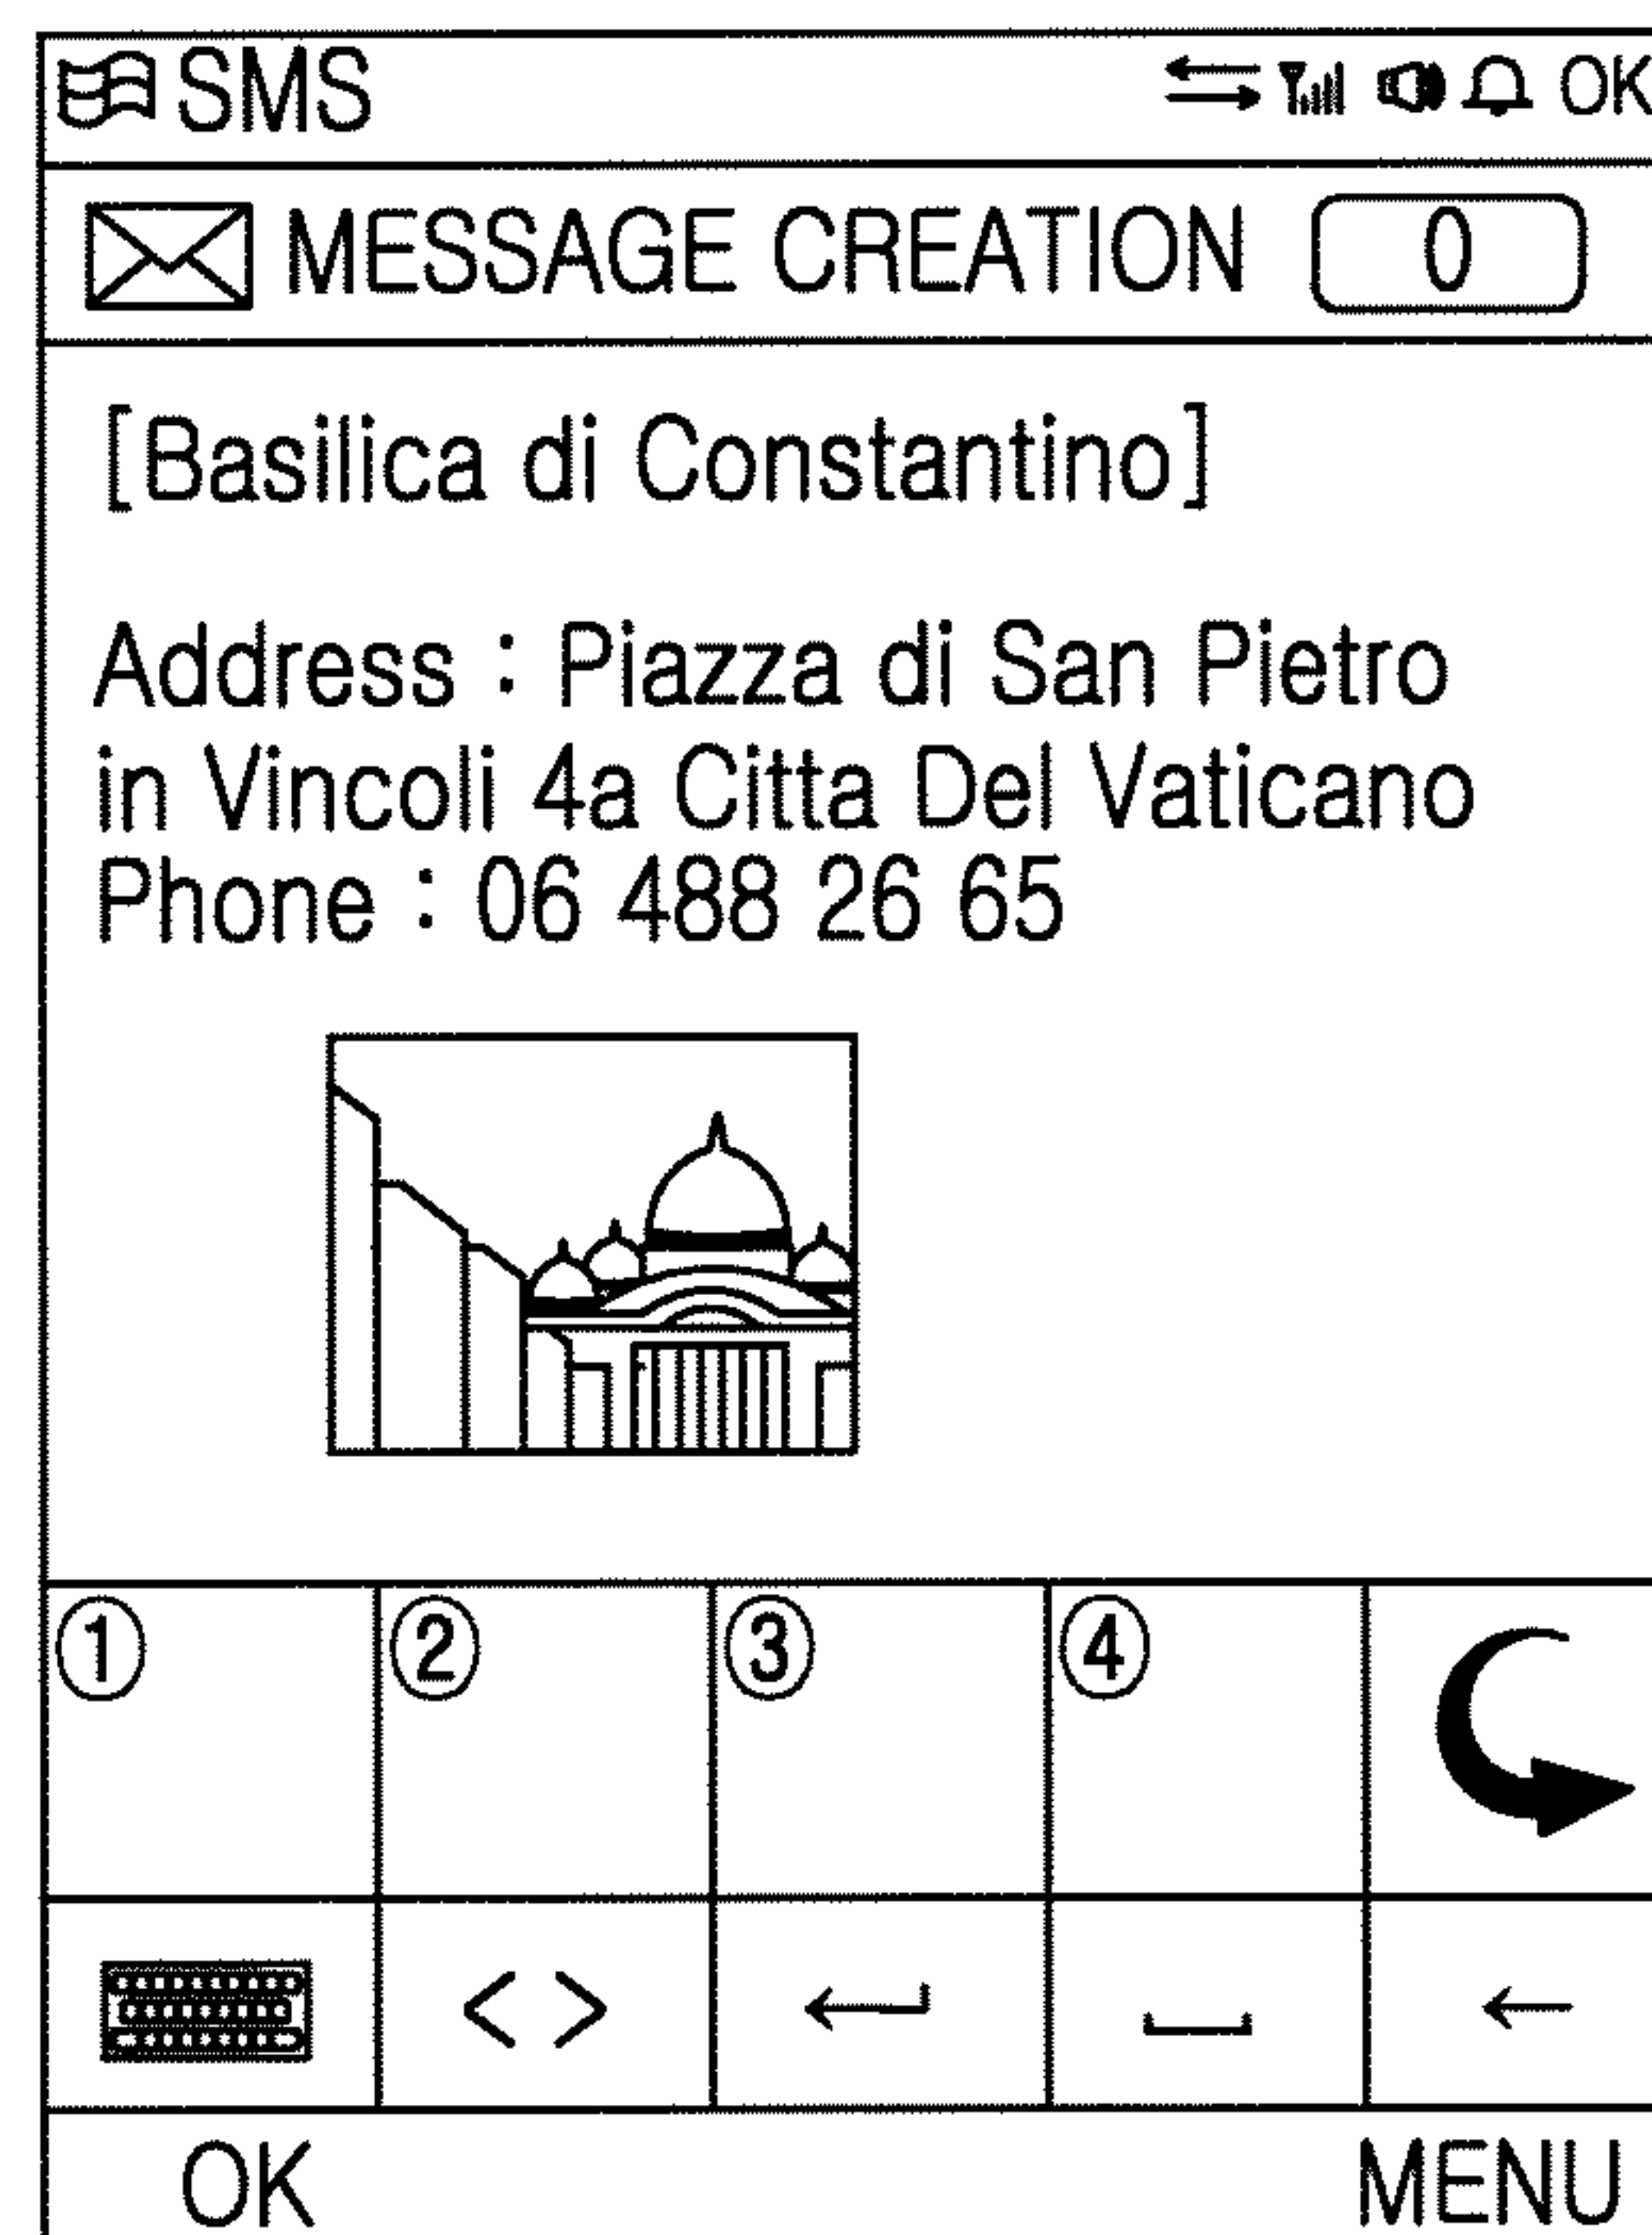 SMS OK
MESSAGE CREATION 0
[Basilica di Constantino]
Address : Piazza di San Pietro
in Vincoli 4a Citta Del Vaticano
Phone : 06 488 26 65
① ② ③ ④
< > 
OK MENU